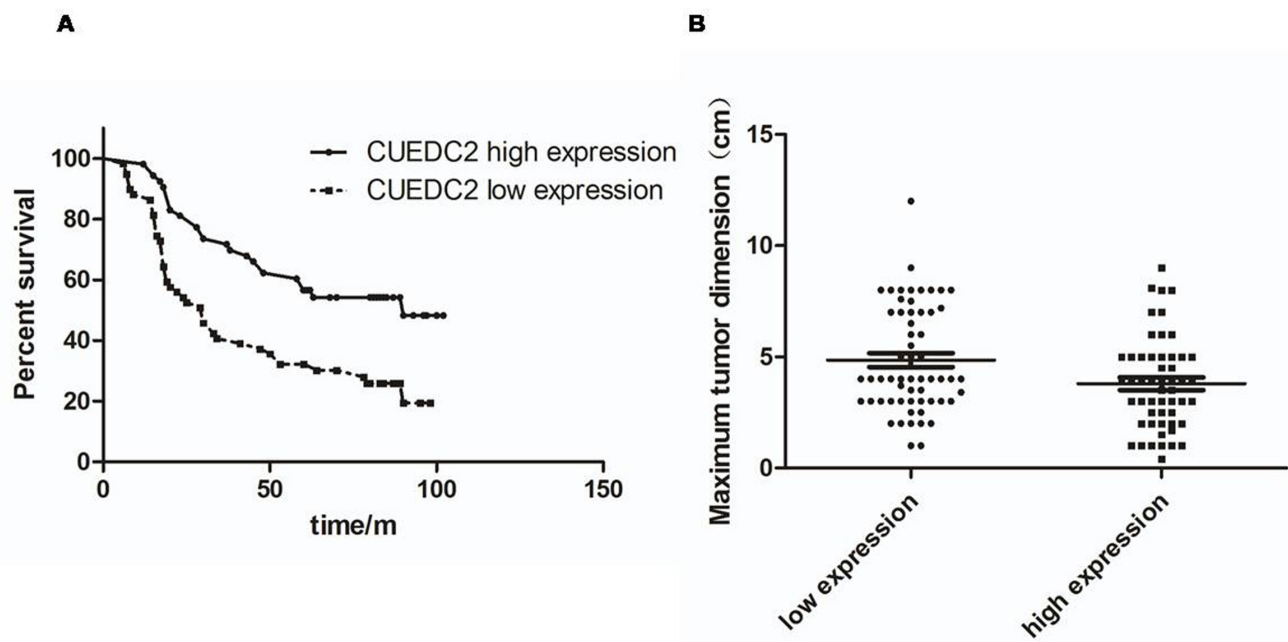 A
Percent survival
100
80
60
40
20
0
0 50 100 150
time/m
CUEDC2 high expression
CUEDC2 low expression
B
Maximum tumor dimension（cm）
15
10
5
0
low expression
high expression